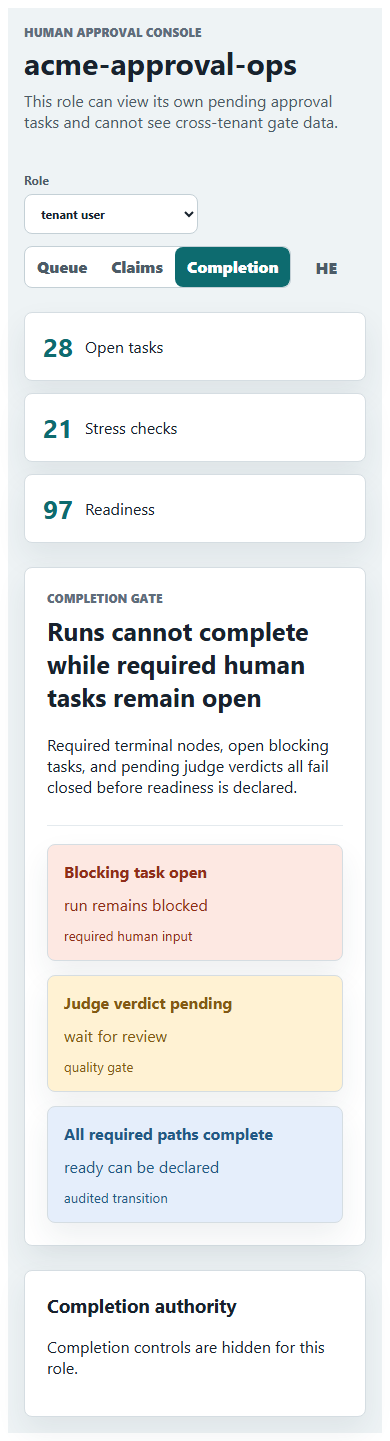 HUMAN APPROVAL CONSOLE
acme-approval-ops
This role can view its own pending approval
tasks and cannot see cross-tenant gate data.
Role
tenant user
Queue Claims Completion HE
28 Open tasks
21 Stress checks
97 Readiness
COMPLETION GATE
Runs cannot complete
while required human
tasks remain open
Required terminal nodes, open blocking
tasks, and pending judge verdicts all fail
closed before readiness is declared.
Blocking task open
run remains blocked
required human input
Judge verdict pending
wait for review
quality gate
All required paths complete
ready can be declared
audited transition
Completion authority
Completion controls are hidden for this
role.